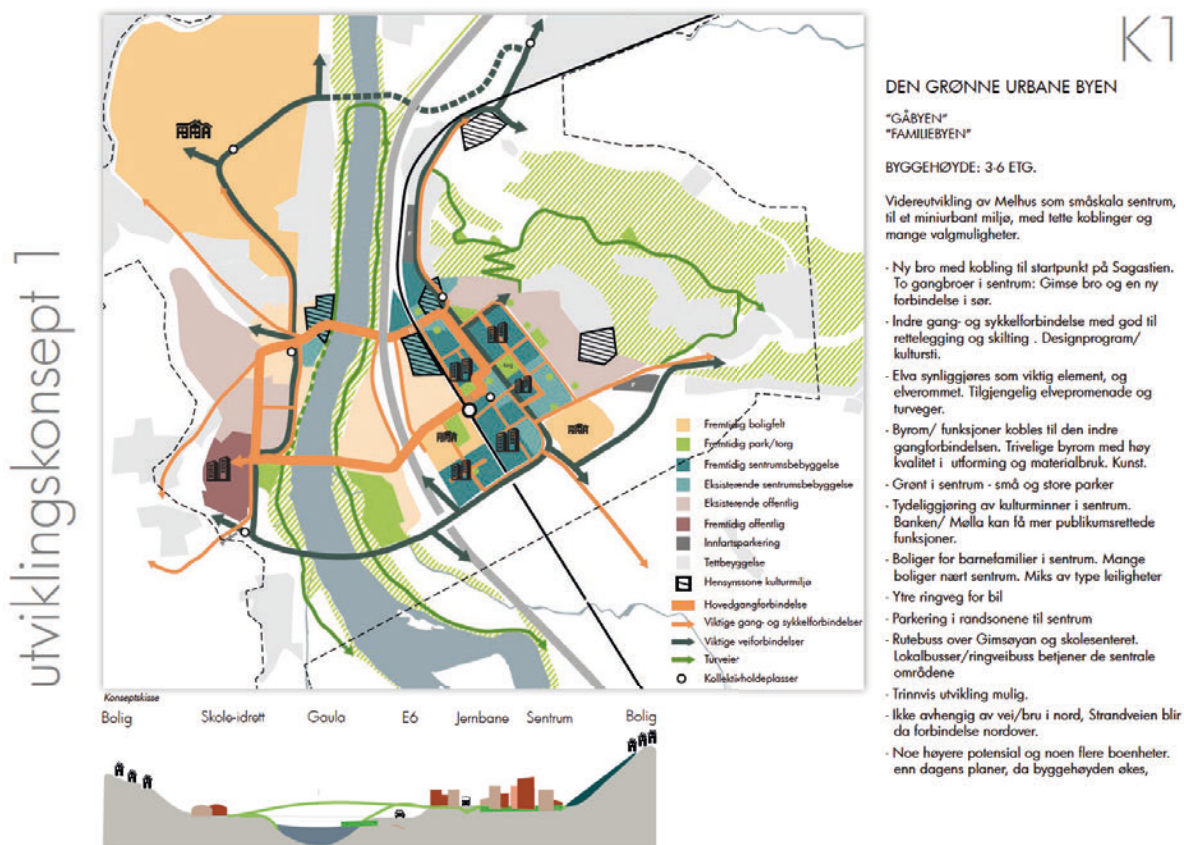 utviklingskonsept 1
K1
DEN GRØNNE URBANE BYEN
"GÅBYEN"
"FAMILIEBYEN"
BYGGEHØYDE: 3-6 ETG.
Videreutvikling av Melhus som småskala sentrum,
til et miniurbant miljø, med tette koblinger og
mange valgmuligheter.
- Ny bro med kobling til startpunkt på Sagastien.
To gangbroer i sentrum: Gimse bro og en ny
forbindelse i sør.
- Indre gang- og sykkelforbindelse med god til
rettelegging og skilting . Designprogram/
kultursti.
- Elva synliggjøres som viktig element, og
elverommet. Tilgjengelig elvepromenade og
turveger.
- Byrom/ funksjoner kobles til den indre
gangforbindelsen. Trivelige byrom med høy
kvalitet i utforming og materialbruk. Kunst.
- Grønt i sentrum - små og store parker
- Tydeliggjøring av kulturminner i sentrum.
Banken/ Mølla kan få mer publikumsrettede
funksjoner.
- Boliger for barnefamilier i sentrum. Mange
boliger nært sentrum. Miks av type leiligheter
- Ytre ringveg for bil
- Parkering i randsonene til sentrum
- Rutebuss over Gimsøyan og skolesenteret.
Lokalbusser/ringveibuss betjener de sentrale
områdene
- Trinnvis utvikling mulig.
- Ikke avhengig av vei/bru i nord, Strandveien blir
da forbindelse nordover.
- Noe høyere potensial og noen flere boenheter.
enn dagens planer, da byggehøyden økes,
Fremtidig boligfelt
Fremtidig park/torg
Fremtidig sentrumsbebyggelse
Eksisterende sentrumsbebyggelse
Eksisterende offentlig
Fremtidig offentlig
Innfartsparkering
Tettbebyggelse
Hensynssone kulturmiljø
Hovedgangforbindelse
Viktige gang- og sykkelforbindelser
Viktige veiforbindelser
Turveier
Kollektivholdeplasser
Konseptskisse
Bolig Skole-idrett Gaula E6 Jernbane Sentrum Bolig